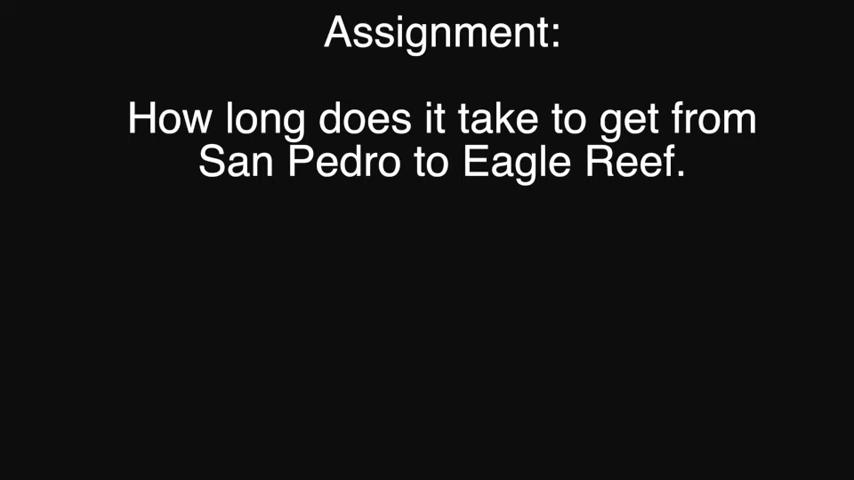 Assignment:
How long does it take to get from
San Pedro to Eagle Reef.